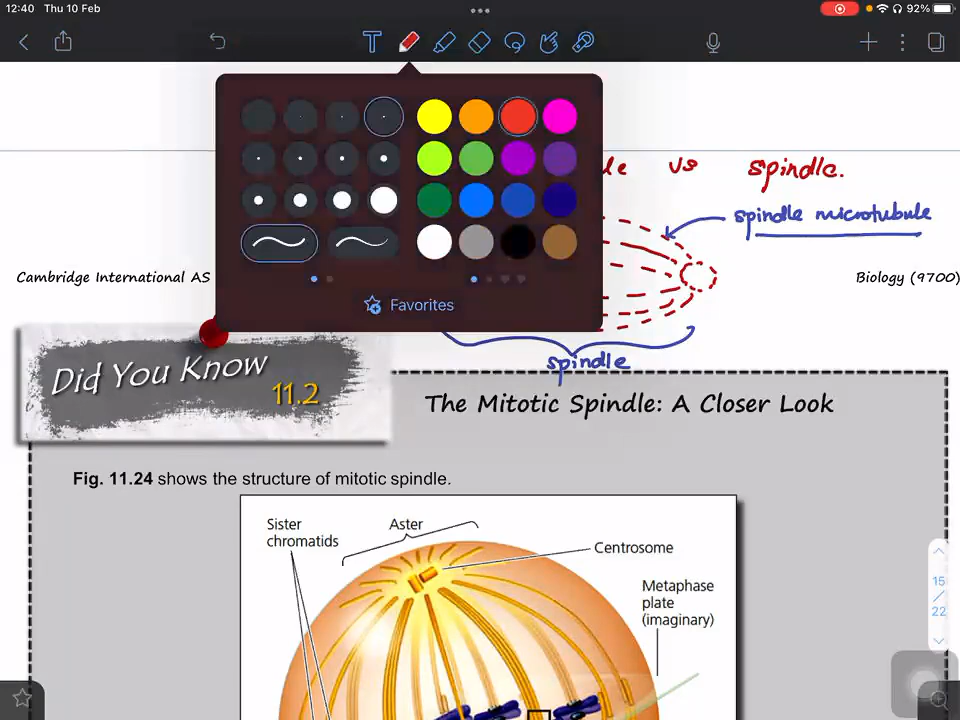 12:40 Thu 10 Feb
92%
T
vs spindle.
spindle microtubule
Cambridge International AS
Biology (9700)
Favorites
spindle
Did You Know
11.2
The Mitotic Spindle: A Closer Look
Fig. 11.24 shows the structure of mitotic spindle.
Sister
chromatids
Aster
Centrosome
Metaphase
plate
(imaginary)
15
/
22